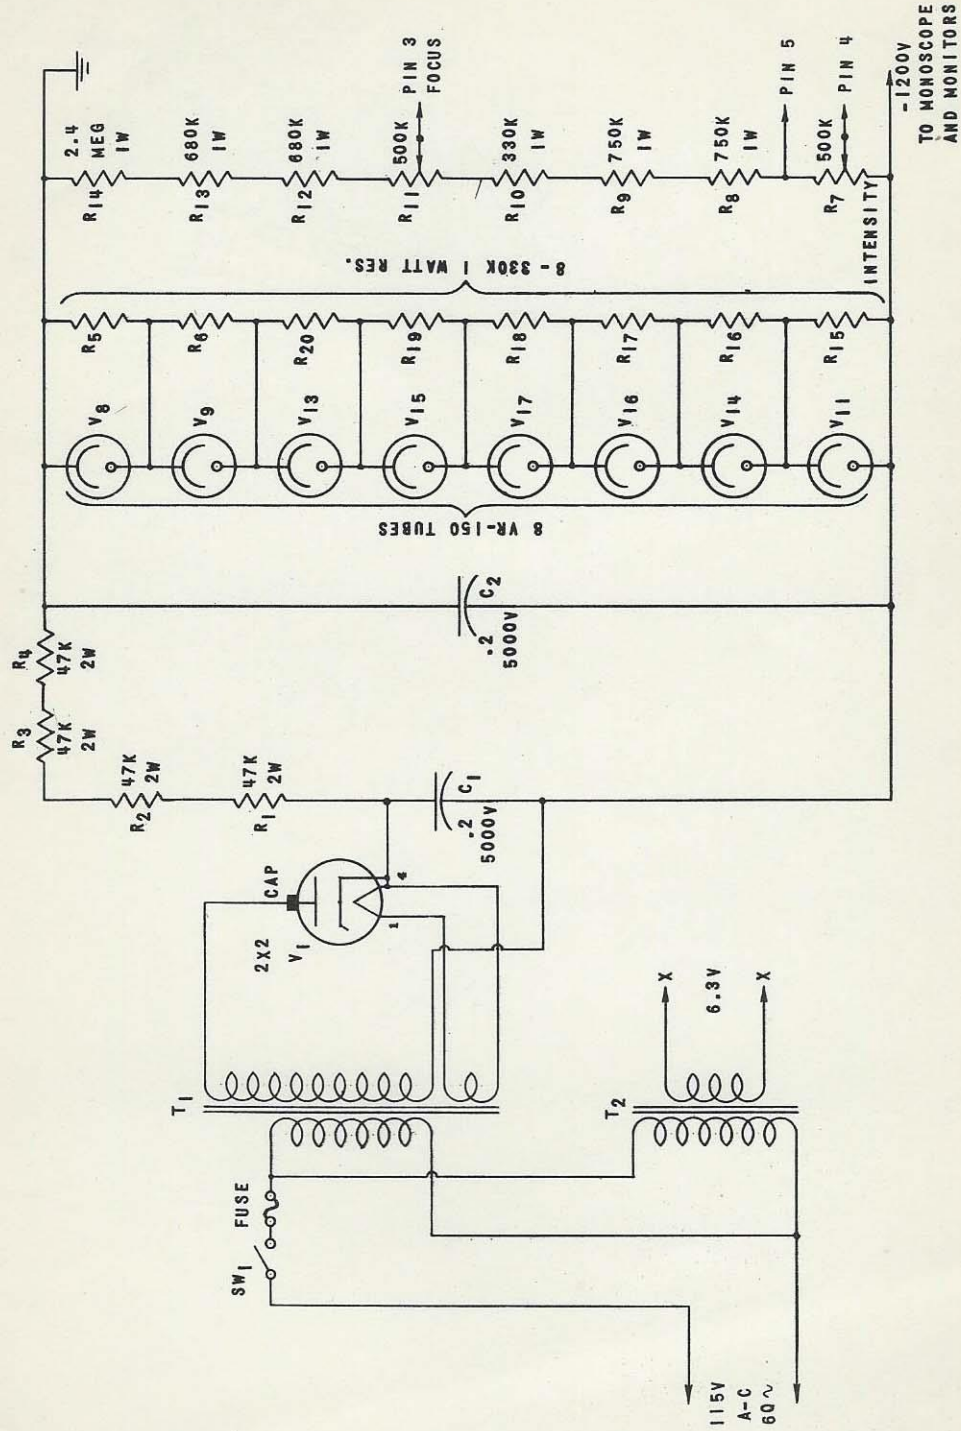 115V
A-C
60~
SW1
FUSE
T1
T2
6.3V
X
X
2X2
V1
CAP
1
4
R1
47K
2W
R2
47K
2W
R3
47K
2W
R4
47K
2W
C1
.2
5000V
C2
.2
5000V
8 VR-150 TUBES
V8
V9
V13
V15
V17
V16
V14
V11
R5
R6
R20
R19
R18
R17
R16
R15
8-330K 1 WATT RES.
R14
2.4
MEG
1W
R13
680K
1W
R12
680K
1W
R11
500K
PIN 3
FOCUS
R10
330K
1W
R9
750K
1W
R8
750K
1W
PIN 5
R7
500K
PIN 4
INTENSITY
-1200V
TO MONOSCOPE
AND MONITORS